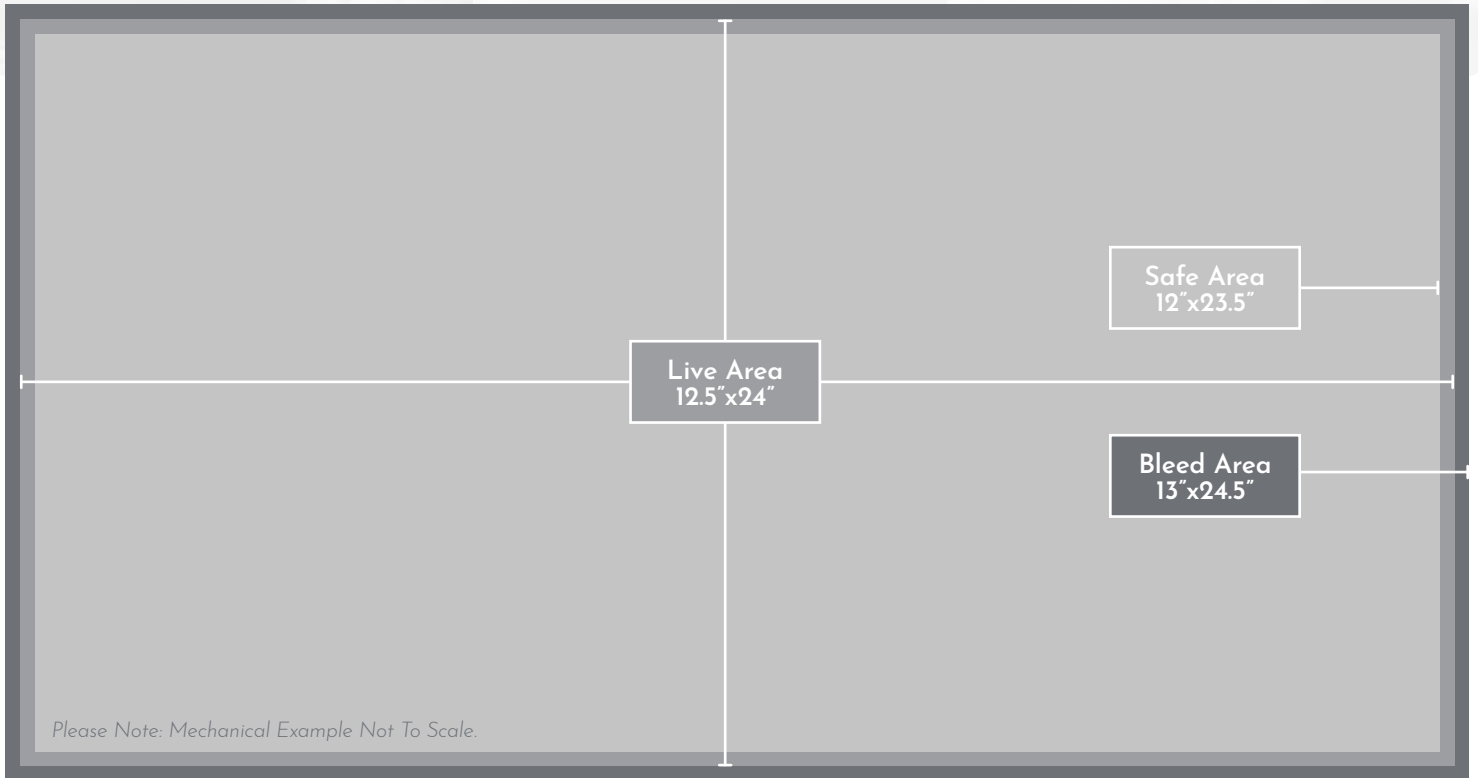 Safe Area
12”x23.5”
Live Area
12.5”x24”
Bleed Area
13”x24.5”
Please Note: Mechanical Example Not To Scale.